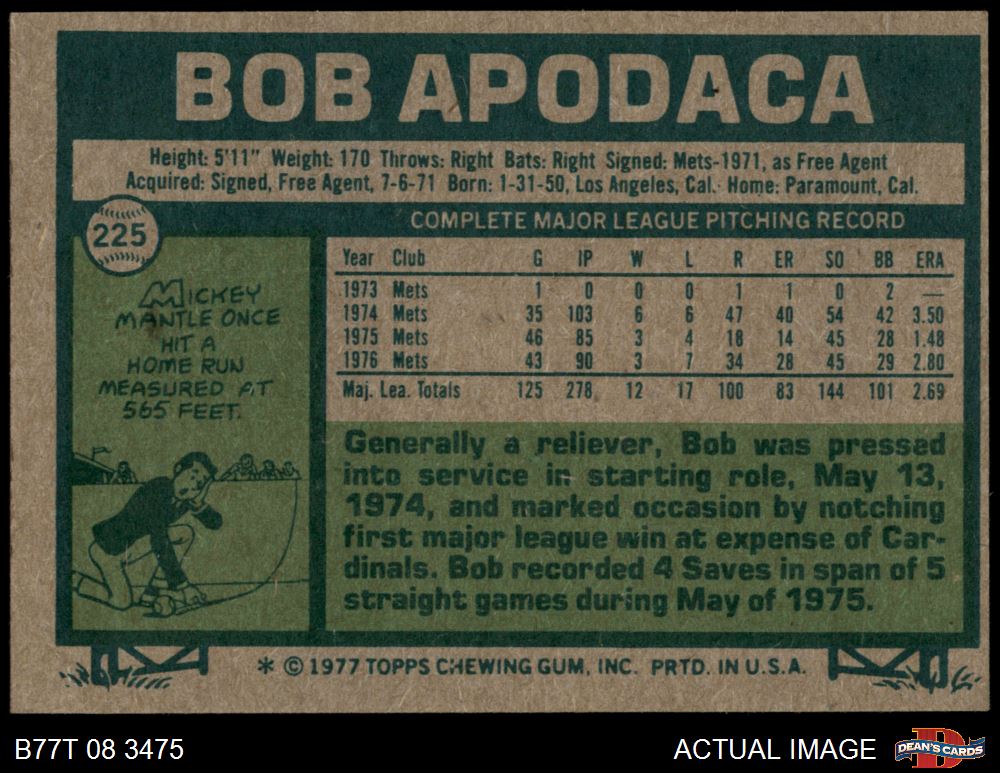 BOB APODACA
Height: 5'11" Weight: 170 Throws: Right Bats: Right Signed: Mets-1971, as Free Agent
Acquired: Signed, Free Agent, 7-6-71 Born: 1-31-50, Los Angeles, Cal. Home: Paramount, Cal.
225
COMPLETE MAJOR LEAGUE PITCHING RECORD
Year Club G IP W L R ER SO BB ERA
1973 Mets 1 0 0 0 1 1 0 2 —
1974 Mets 35 103 6 6 47 40 54 42 3.50
1975 Mets 46 85 3 4 18 14 45 28 1.48
1976 Mets 43 90 3 7 34 28 45 29 2.80
Maj. Lea. Totals 125 278 12 17 100 83 144 101 2.69
MICKEY
MANTLE ONCE
HIT A
HOME RUN
MEASURED AT
565 FEET.
Generally a reliever, Bob was pressed
into service in starting role, May 13,
1974, and marked occasion by notching
first major league win at expense of Car-
dinals. Bob recorded 4 Saves in span of 5
straight games during May of 1975.
* © 1977 TOPPS CHEWING GUM, INC. PRTD. IN U.S.A.
B77T 08 3475
ACTUAL IMAGE
D
DEAN'S CARDS